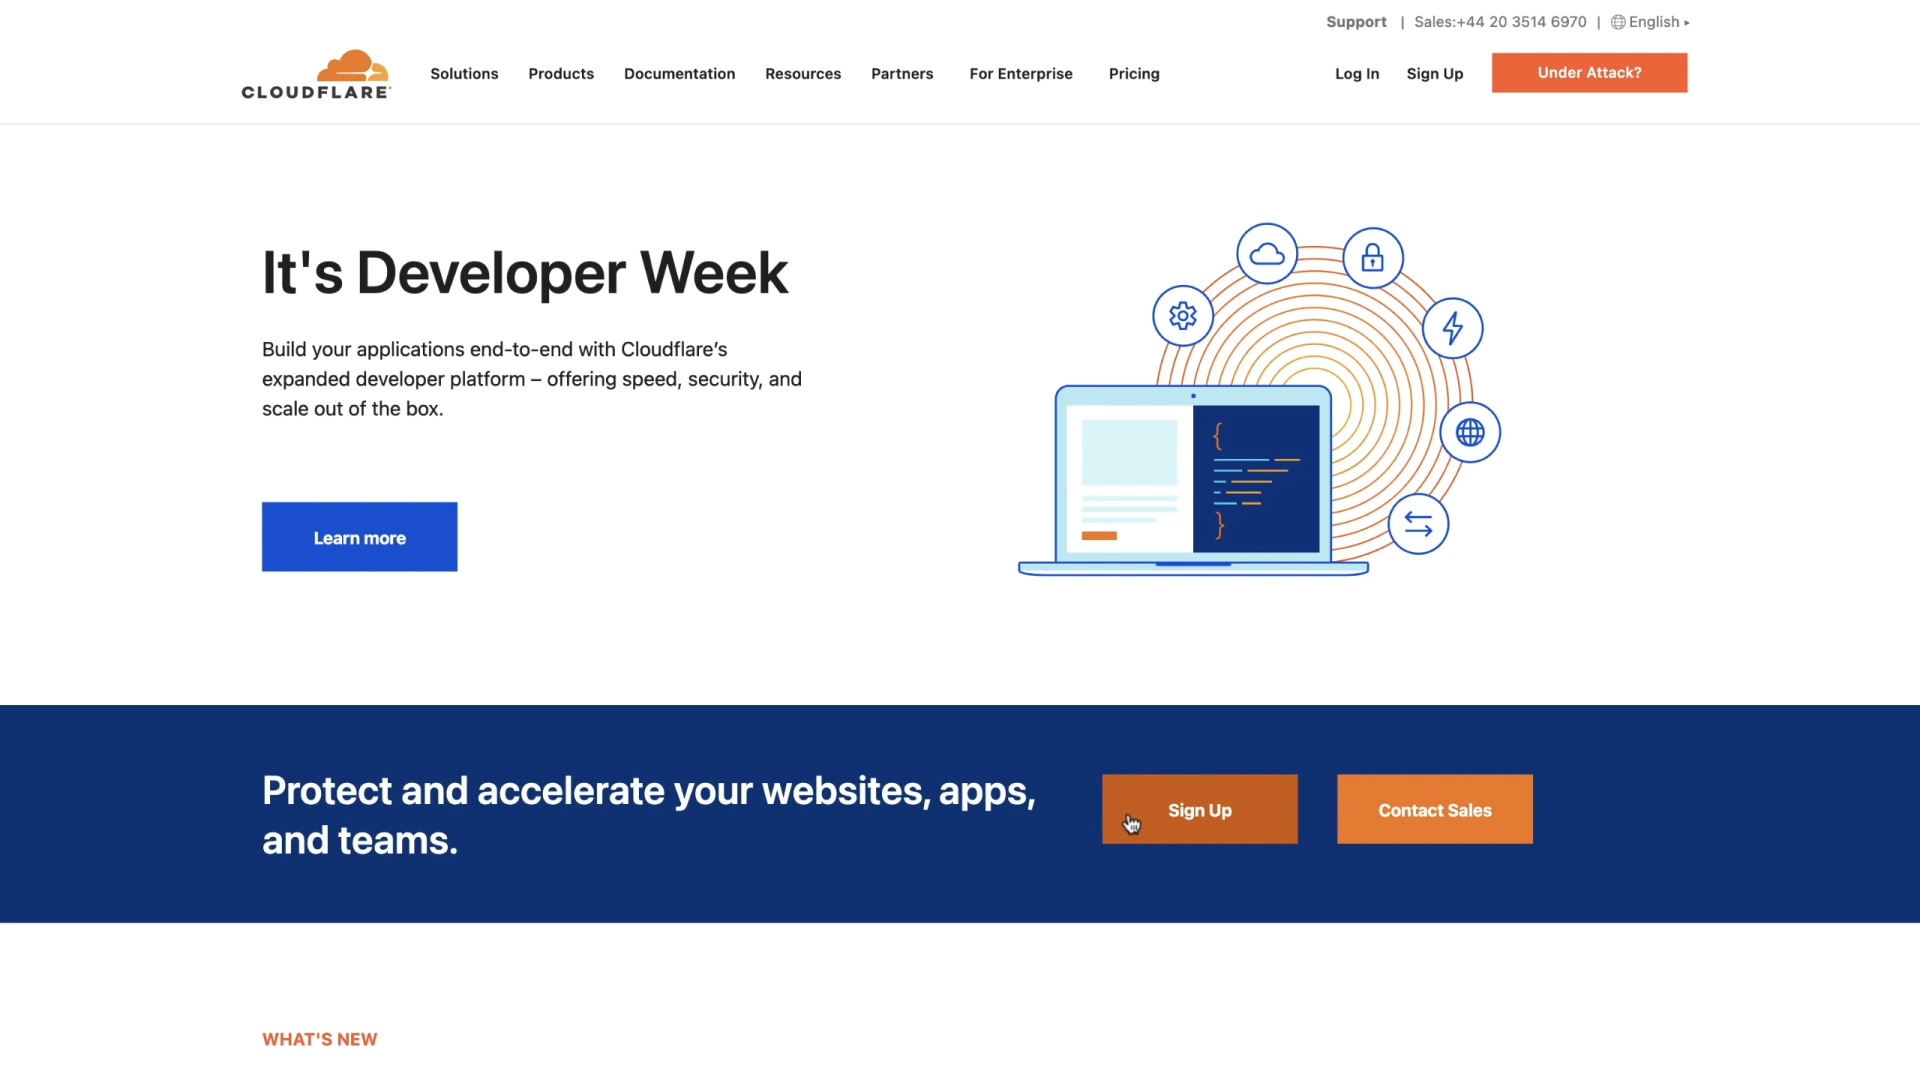 Support | Sales:+44 20 3514 6970 | English ▸
CLOUDFLARE
Solutions Products Documentation Resources Partners For Enterprise Pricing Log In Sign Up Under Attack?
It's Developer Week
Build your applications end-to-end with Cloudflare’s
expanded developer platform – offering speed, security, and
scale out of the box.
Learn more
{
}
Protect and accelerate your websites, apps,
and teams.
Sign Up Contact Sales
WHAT'S NEW